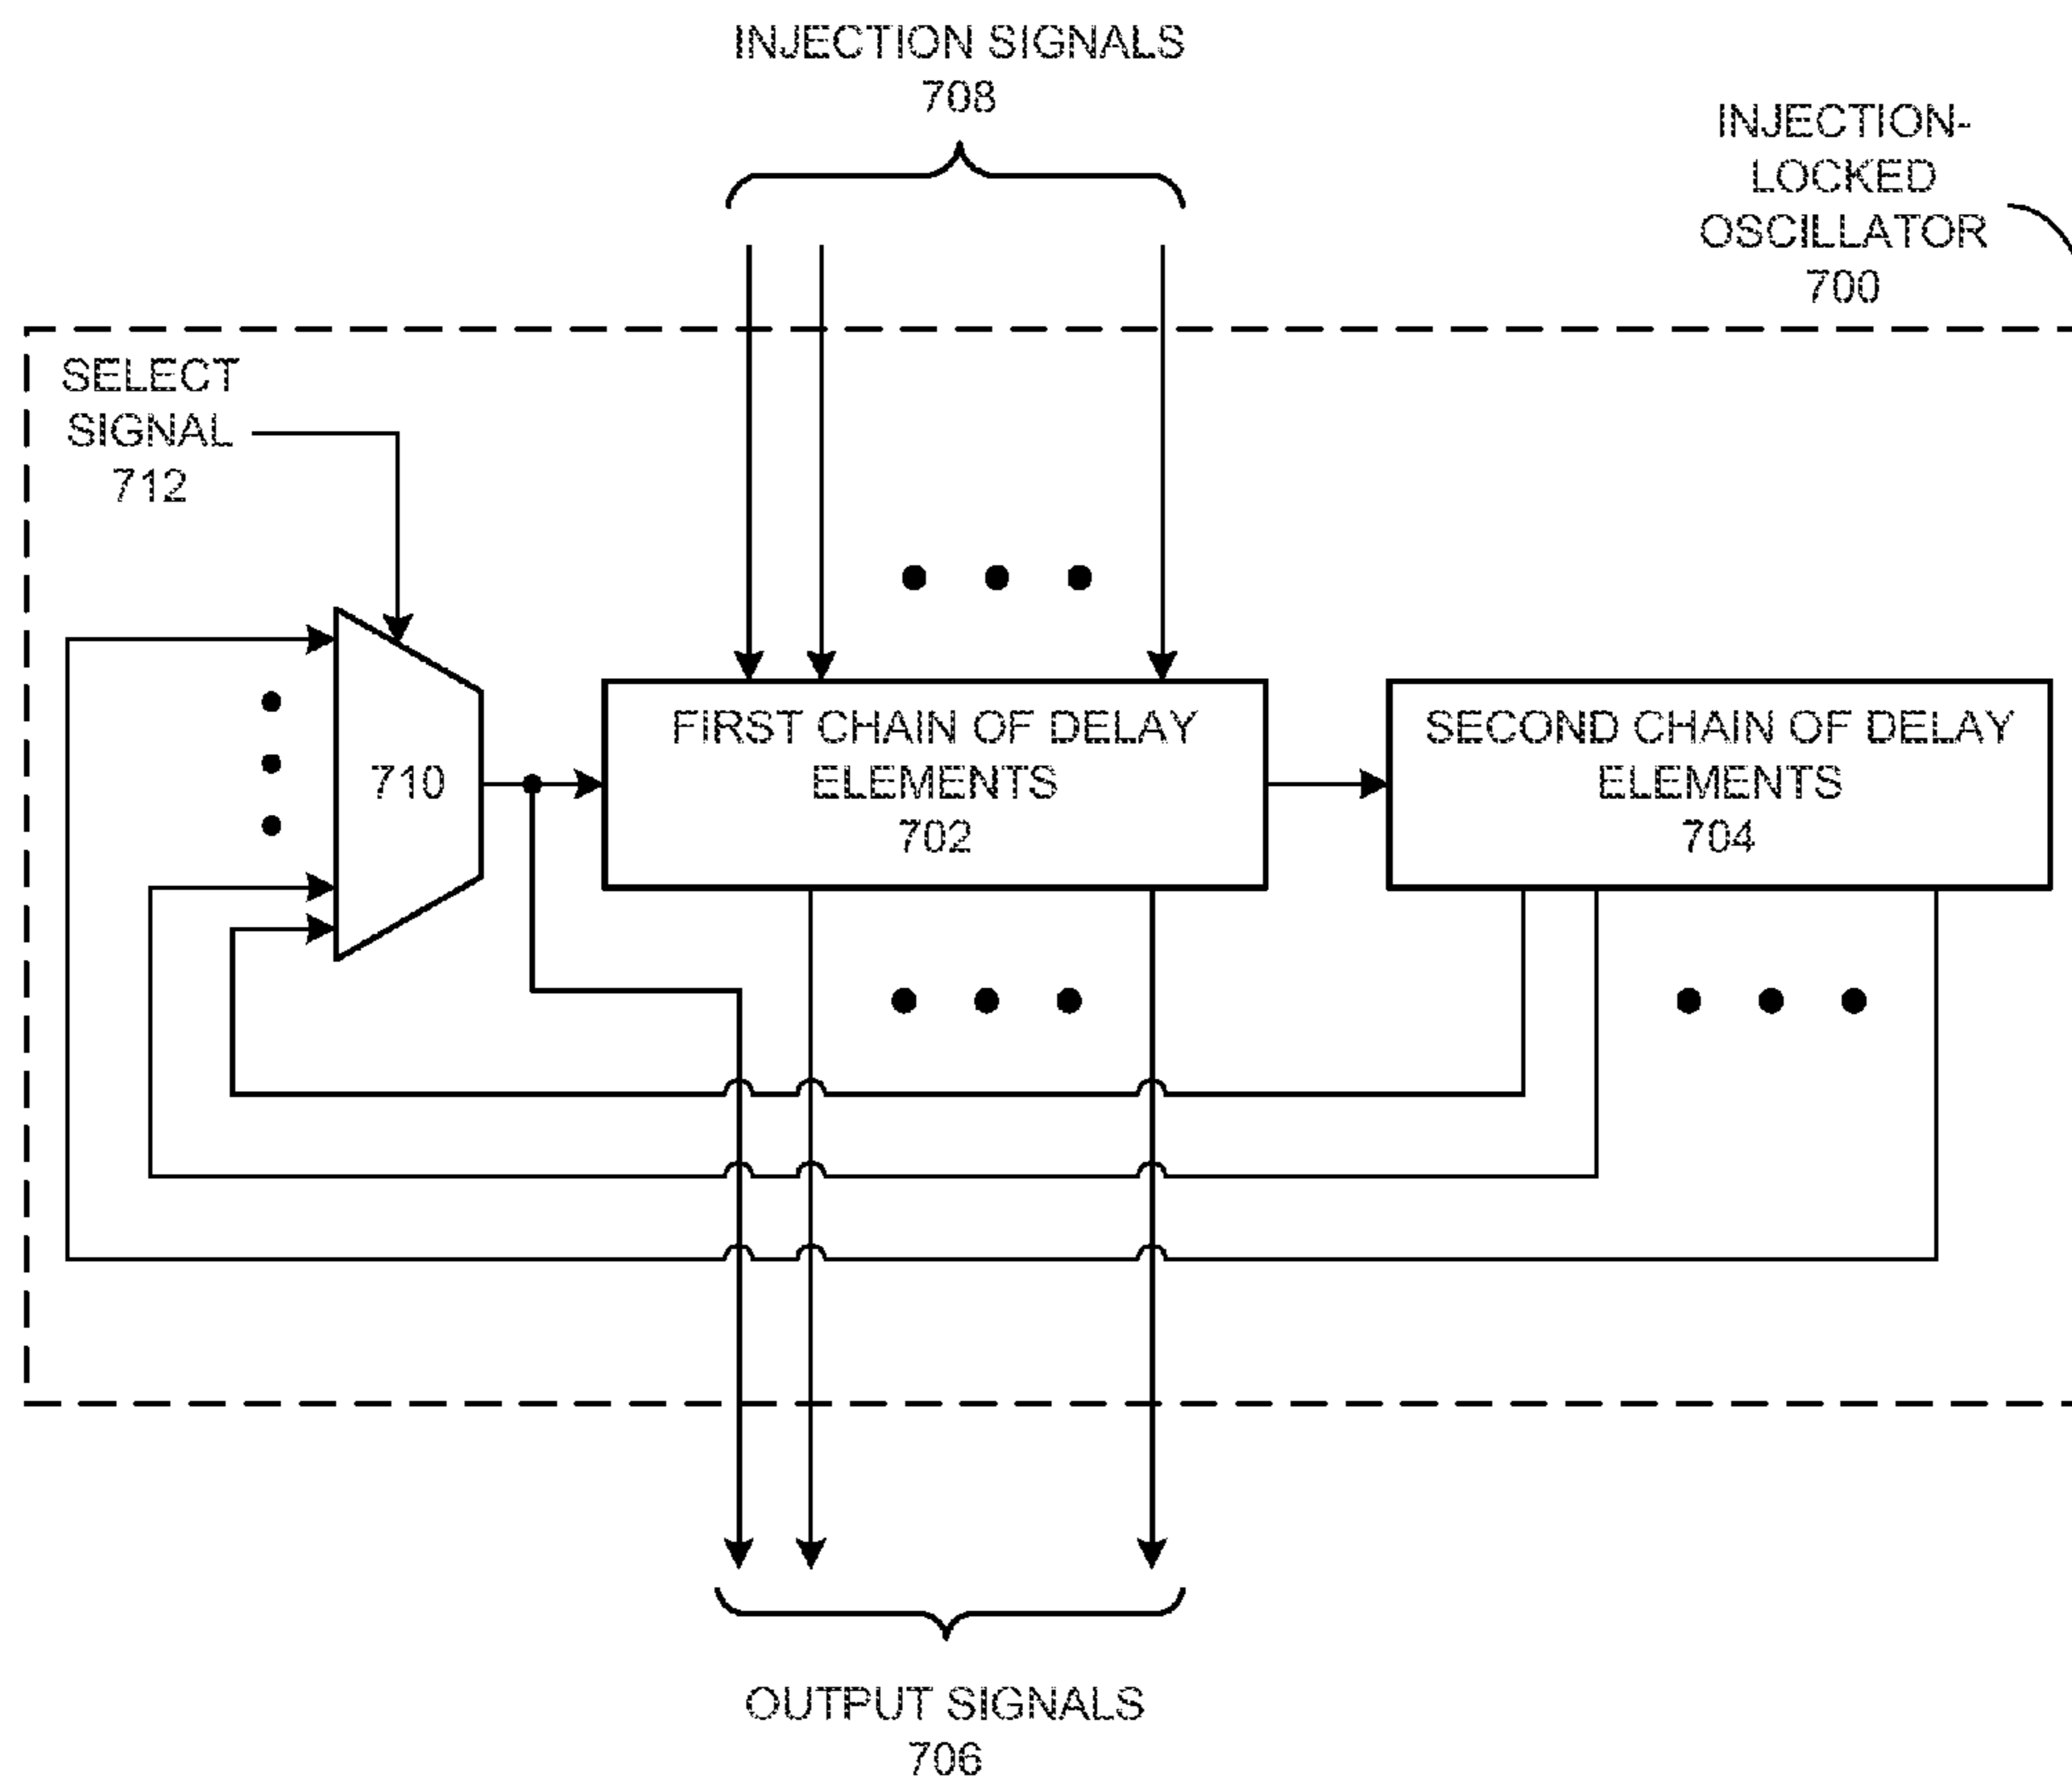 INJECTION SIGNALS
708
INJECTION-
LOCKED
OSCILLATOR
700
SELECT
SIGNAL
712
710
FIRST CHAIN OF DELAY
ELEMENTS
702
SECOND CHAIN OF DELAY
ELEMENTS
704
OUTPUT SIGNALS
706